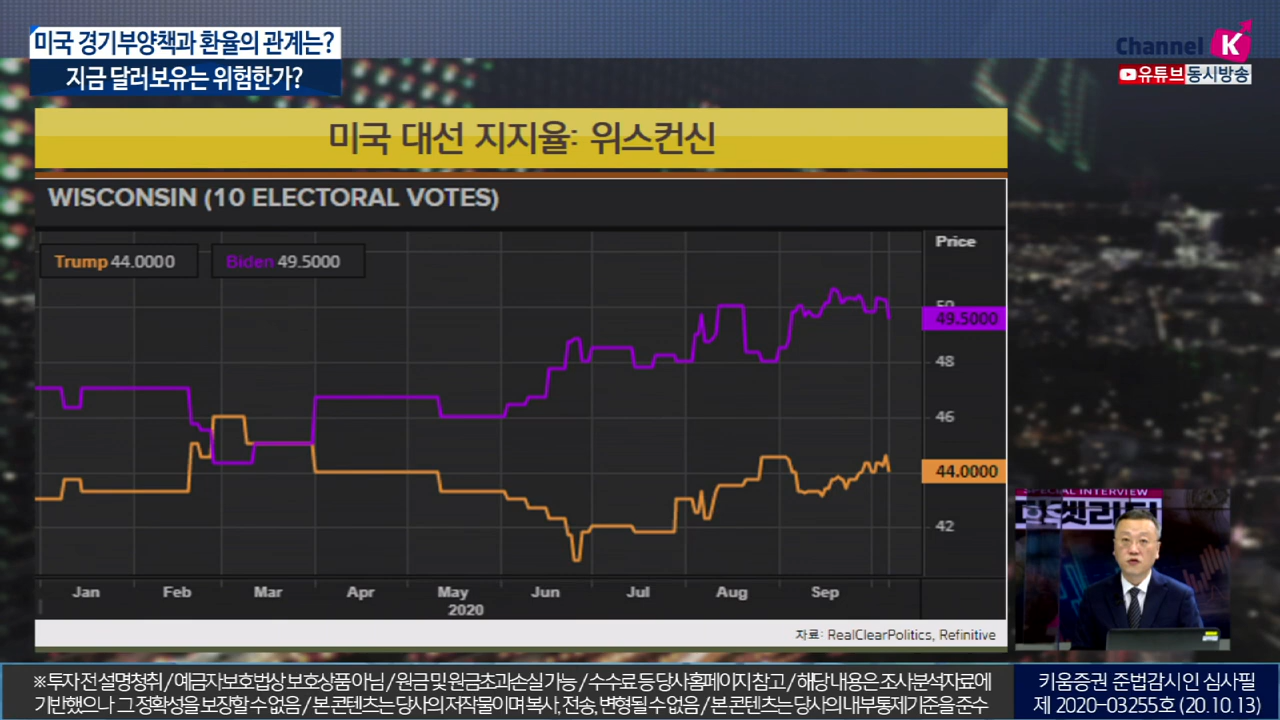 미국 경기부양책과 환율의 관계는?
지금 달러보유는 위험한가?
Channel K
유튜브동시방송
미국 대선 지지율: 위스컨신
WISCONSIN (10 ELECTORAL VOTES)
Trump 44.0000
Biden 49.5000
Price
50
49.5000
48
46
44.0000
42
Jan Feb Mar Apr May Jun Jul Aug Sep
2020
자료: RealClearPolitics, Refinitive
SPECIAL INTERVIEW
※투자 전 설명청취 / 예금자보호법상 보호상품 아님 / 원금 및 원금초과손실 가능 / 수수료 등 당사홈페이지 참고 / 해당 내용은 조사분석자료에
기반했으나 그 정확성을 보장할 수 없음 / 본 콘텐츠는 당사의 저작물이며 복사, 전송, 변형될 수 없음 / 본 콘텐츠는 당사의 내부통제기준을 준수
키움증권 준법감시인 심사필
제 2020-03255호 (20.10.13)